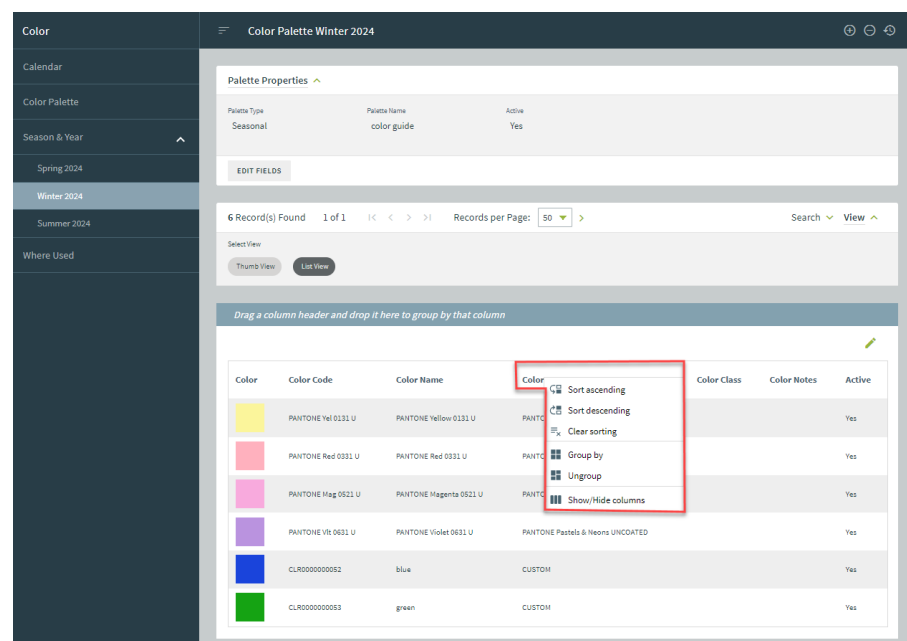 Color
Color Palette Winter 2024
Calendar
Color Palette
Season & Year
Spring 2024
Winter 2024
Summer 2024
Where Used
Palette Properties
Palette Type Palette Name Active
Seasonal color guide Yes
EDIT FIELDS
6 Record(s) Found 1 of 1 Records per Page: 50 Search View
Select View
Thumb View List View
Drag a column header and drop it here to group by that column
Color Color Code Color Name Color Color Class Color Notes Active
Sort ascending
Sort descending
Clear sorting
Group by
Ungroup
Show/Hide columns
PANTONE Yel 0131 U PANTONE Yellow 0131 U PANTO Yes
PANTONE Red 0331 U PANTONE Red 0331 U PANTO Yes
PANTONE Mag 0521 U PANTONE Magenta 0521 U PANTO Yes
PANTONE Vlt 0631 U PANTONE Violet 0631 U PANTONE Pastels & Neons UNCOATED Yes
CLR0000000052 blue CUSTOM Yes
CLR0000000053 green CUSTOM Yes